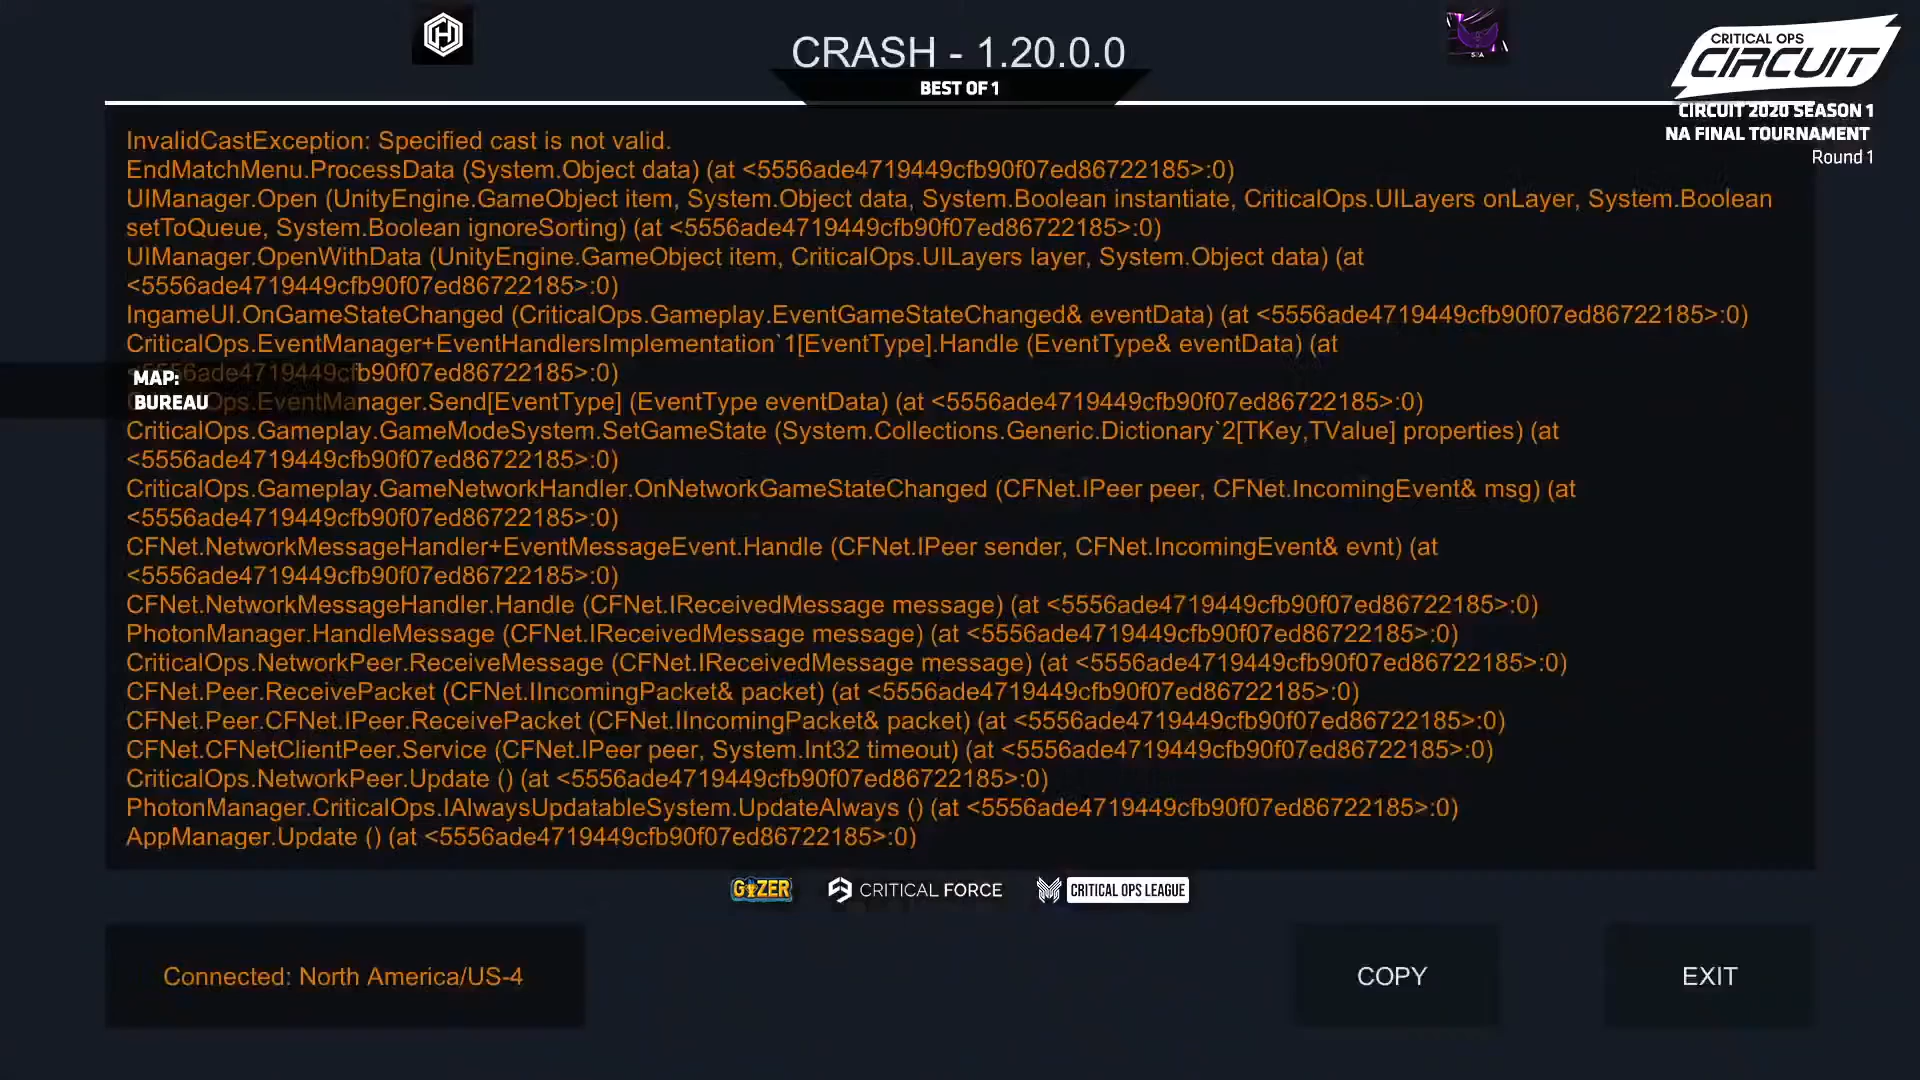 CRASH - 1.20.0.0
BEST OF 1
CRITICAL OPS
CIRCUIT
CIRCUIT 2020 SEASON 1
NA FINAL TOURNAMENT
Round 1
InvalidCastException: Specified cast is not valid.
EndMatchMenu.ProcessData (System.Object data) (at <5556ade4719449cfb90f07ed86722185>:0)
UIManager.Open (UnityEngine.GameObject item, System.Object data, System.Boolean instantiate, CriticalOps.UILayers onLayer, System.Boolean
setToQueue, System.Boolean ignoreSorting) (at <5556ade4719449cfb90f07ed86722185>:0)
UIManager.OpenWithData (UnityEngine.GameObject item, CriticalOps.UILayers layer, System.Object data) (at
<5556ade4719449cfb90f07ed86722185>:0)
IngameUI.OnGameStateChanged (CriticalOps.Gameplay.EventGameStateChanged& eventData) (at <5556ade4719449cfb90f07ed86722185>:0)
CriticalOps.EventManager+EventHandlersImplementation`1[EventType].Handle (EventType& eventData) (at
<5556ade4719449cfb90f07ed86722185>:0)
MAP:
BUREAU
CriticalOps.EventManager.Send[EventType] (EventType eventData) (at <5556ade4719449cfb90f07ed86722185>:0)
CriticalOps.Gameplay.GameModeSystem.SetGameState (System.Collections.Generic.Dictionary`2[TKey,TValue] properties) (at
<5556ade4719449cfb90f07ed86722185>:0)
CriticalOps.Gameplay.GameNetworkHandler.OnNetworkGameStateChanged (CFNet.IPeer peer, CFNet.IncomingEvent& msg) (at
<5556ade4719449cfb90f07ed86722185>:0)
CFNet.NetworkMessageHandler+EventMessageEvent.Handle (CFNet.IPeer sender, CFNet.IncomingEvent& evnt) (at
<5556ade4719449cfb90f07ed86722185>:0)
CFNet.NetworkMessageHandler.Handle (CFNet.IReceivedMessage message) (at <5556ade4719449cfb90f07ed86722185>:0)
PhotonManager.HandleMessage (CFNet.IReceivedMessage message) (at <5556ade4719449cfb90f07ed86722185>:0)
CriticalOps.NetworkPeer.ReceiveMessage (CFNet.IReceivedMessage message) (at <5556ade4719449cfb90f07ed86722185>:0)
CFNet.Peer.ReceivePacket (CFNet.IIncomingPacket& packet) (at <5556ade4719449cfb90f07ed86722185>:0)
CFNet.Peer.CFNet.IPeer.ReceivePacket (CFNet.IIncomingPacket& packet) (at <5556ade4719449cfb90f07ed86722185>:0)
CFNet.CFNetClientPeer.Service (CFNet.IPeer peer, System.Int32 timeout) (at <5556ade4719449cfb90f07ed86722185>:0)
CriticalOps.NetworkPeer.Update () (at <5556ade4719449cfb90f07ed86722185>:0)
PhotonManager.CriticalOps.IAlwaysUpdatableSystem.UpdateAlways () (at <5556ade4719449cfb90f07ed86722185>:0)
AppManager.Update () (at <5556ade4719449cfb90f07ed86722185>:0)
GOZER
CRITICAL FORCE
CRITICAL OPS LEAGUE
Connected: North America/US-4
COPY
EXIT